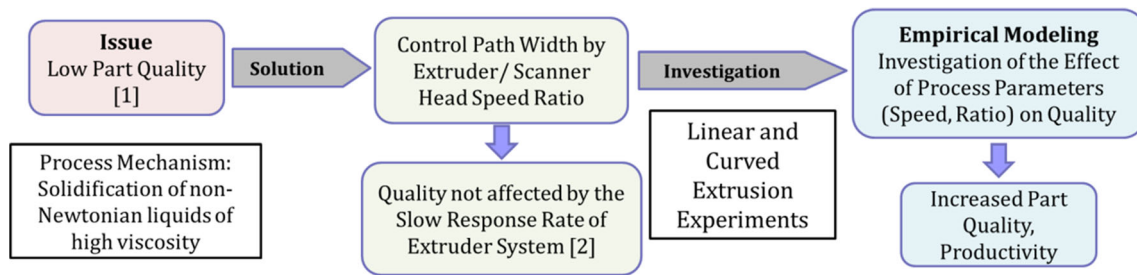 Issue
Low Part Quality
[1]
Solution
Control Path Width by
Extruder/ Scanner
Head Speed Ratio
Investigation
Empirical Modeling
Investigation of the Effect
of Process Parameters
(Speed, Ratio) on Quality
Process Mechanism:
Solidification of non-
Newtonian liquids of
high viscosity
Quality not affected by the
Slow Response Rate of
Extruder System [2]
Linear and
Curved
Extrusion
Experiments
Increased Part
Quality,
Productivity